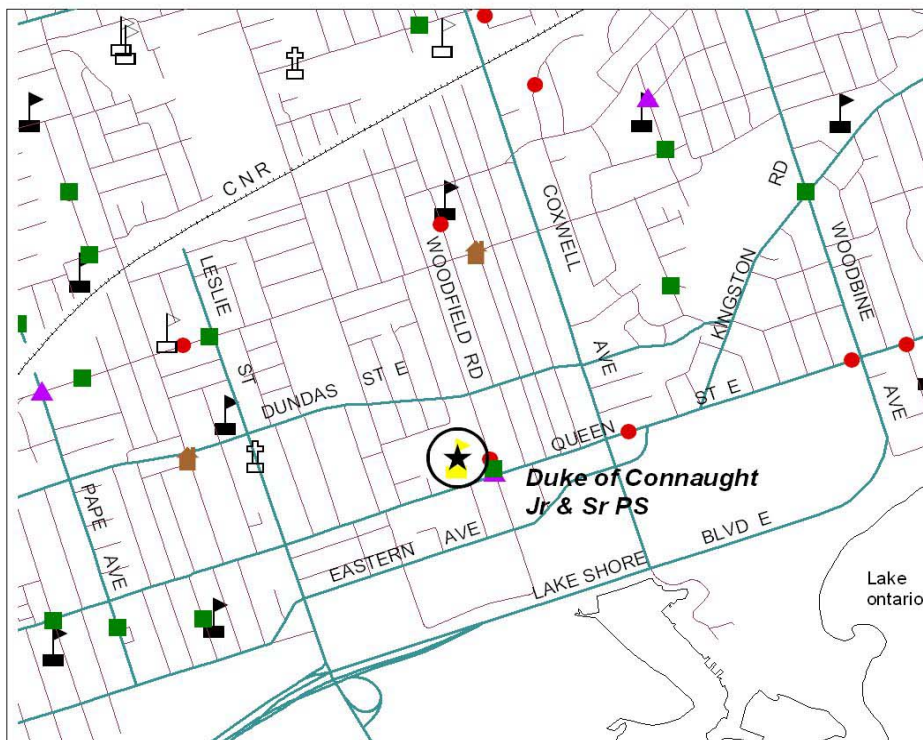 CNR
LESLIE
ST
WOODFIELD RD
COXWELL
AVE
KINGSTON
RD
WOODBINE
AVE
DUNDAS
ST E
QUEEN
ST E
PAPE
AVE
EASTERN
AVE
LAKE SHORE
BLVD E
Duke of Connaught
Jr & Sr PS
Lake
ontario